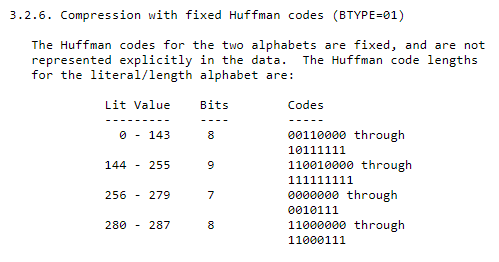 3.2.6. Compression with fixed Huffman codes (BTYPE=01)
The Huffman codes for the two alphabets are fixed, and are not
represented explicitly in the data.  The Huffman code lengths
for the literal/length alphabet are:
Lit Value    Bits        Codes
---------    ----        -----
0 - 143     8          00110000 through
10111111
144 - 255     9          110010000 through
111111111
256 - 279     7          0000000 through
0010111
280 - 287     8          11000000 through
11000111